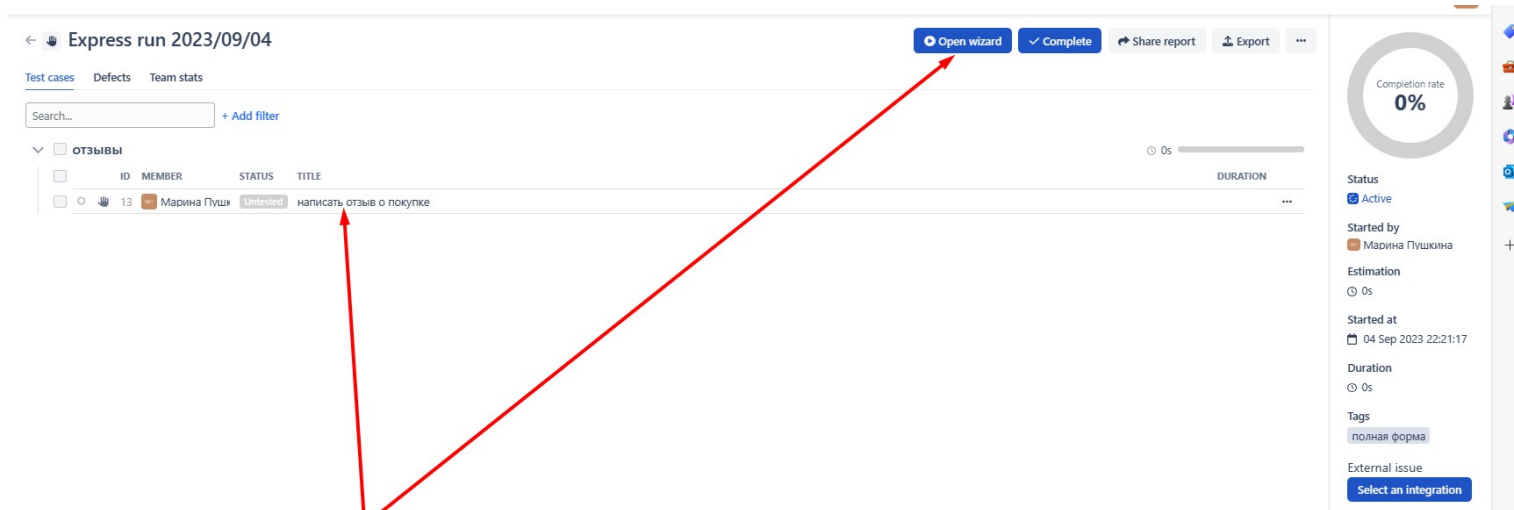 Express run 2023/09/04
Open wizard
Complete
Share report
Export
Test cases Defects Team stats
Search... + Add filter
отзывы
0s
ID MEMBER STATUS TITLE DURATION
13 Марина Пушк Untested написать отзыв о покупке
Completion rate
0%
Status
Active
Started by
Марина Пушкина
Estimation
0s
Started at
04 Sep 2023 22:21:17
Duration
0s
Tags
полная форма
External issue
Select an integration